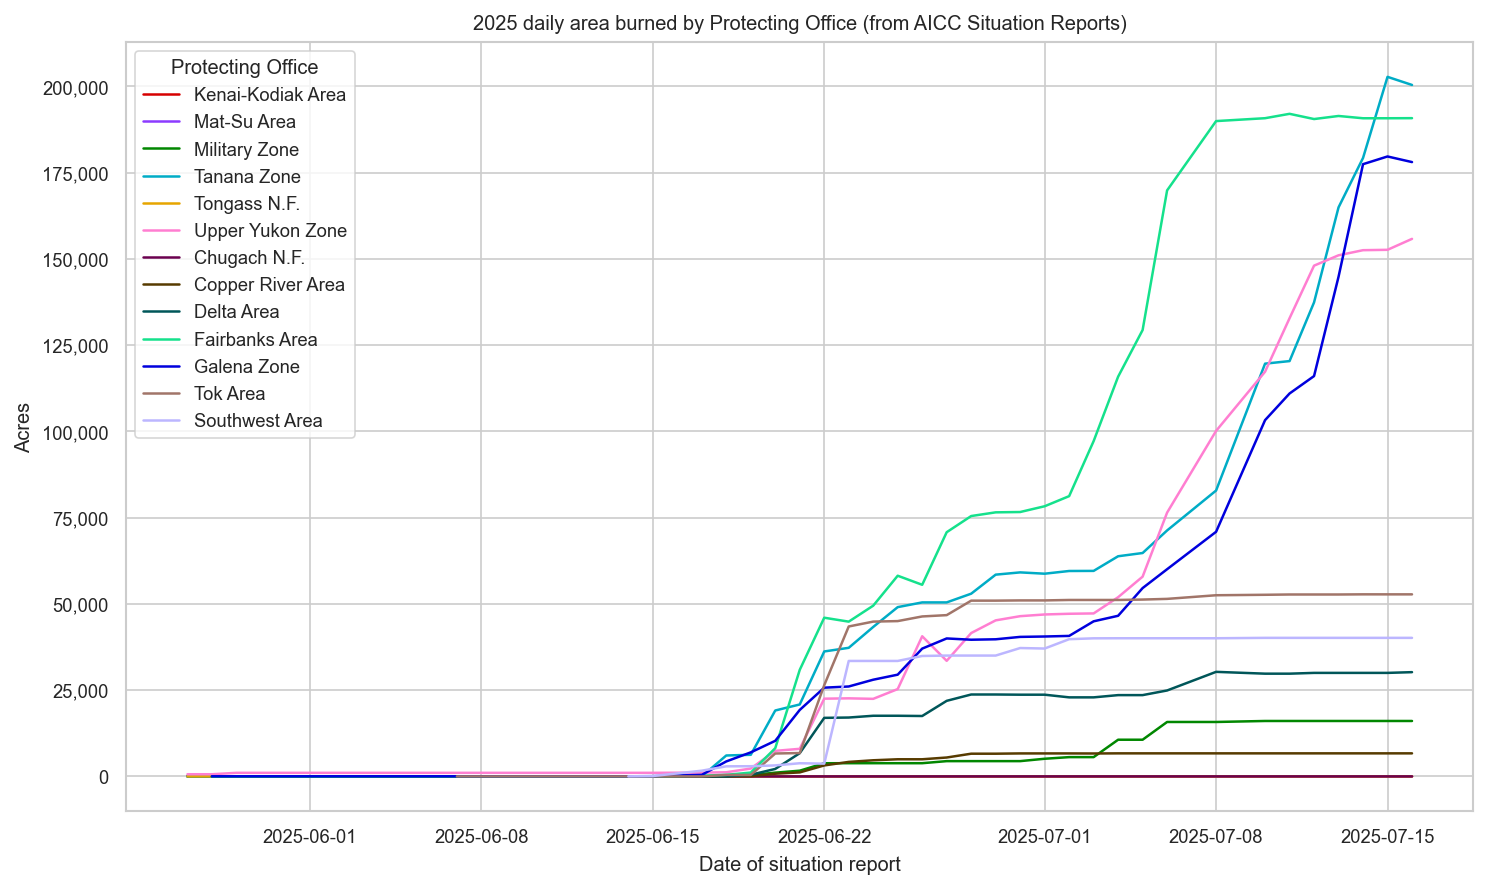 2025 daily area burned by Protecting Office (from AICC Situation Reports)
Protecting Office
Kenai-Kodiak Area
Mat-Su Area
Military Zone
Tanana Zone
Tongass N.F.
Upper Yukon Zone
Chugach N.F.
Copper River Area
Delta Area
Fairbanks Area
Galena Zone
Tok Area
Southwest Area
200,000
175,000
150,000
125,000
100,000
75,000
50,000
25,000
0
Acres
2025-06-01
2025-06-08
2025-06-15
2025-06-22
2025-07-01
2025-07-08
2025-07-15
Date of situation report